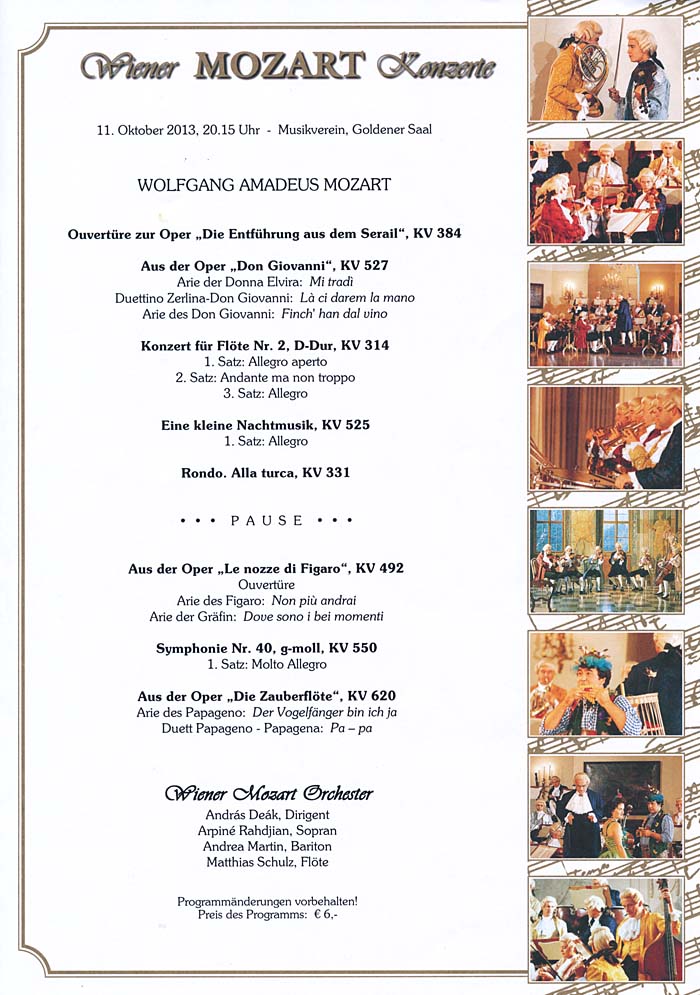 Wiener MOZART Konzerte
11. Oktober 2013, 20.15 Uhr - Musikverein, Goldener Saal
WOLFGANG AMADEUS MOZART
Ouvertüre zur Oper „Die Entführung aus dem Serail“, KV 384
Aus der Oper „Don Giovanni“, KV 527
Arie der Donna Elvira: Mi tradì
Duettino Zerlina-Don Giovanni: Là ci darem la mano
Arie des Don Giovanni: Finch' han dal vino
Konzert für Flöte Nr. 2, D-Dur, KV 314
1. Satz: Allegro aperto
2. Satz: Andante ma non troppo
3. Satz: Allegro
Eine kleine Nachtmusik, KV 525
1. Satz: Allegro
Rondo. Alla turca, KV 331
• • • PAUSE • • •
Aus der Oper „Le nozze di Figaro“, KV 492
Ouvertüre
Arie des Figaro: Non più andrai
Arie der Gräfin: Dove sono i bei momenti
Symphonie Nr. 40, g-moll, KV 550
1. Satz: Molto Allegro
Aus der Oper „Die Zauberflöte“, KV 620
Arie des Papageno: Der Vogelfänger bin ich ja
Duett Papageno - Papagena: Pa – pa
Wiener Mozart Orchester
András Deák, Dirigent
Arpiné Rahdjian, Sopran
Andrea Martin, Bariton
Matthias Schulz, Flöte
Programmänderungen vorbehalten!
Preis des Programms: € 6,-